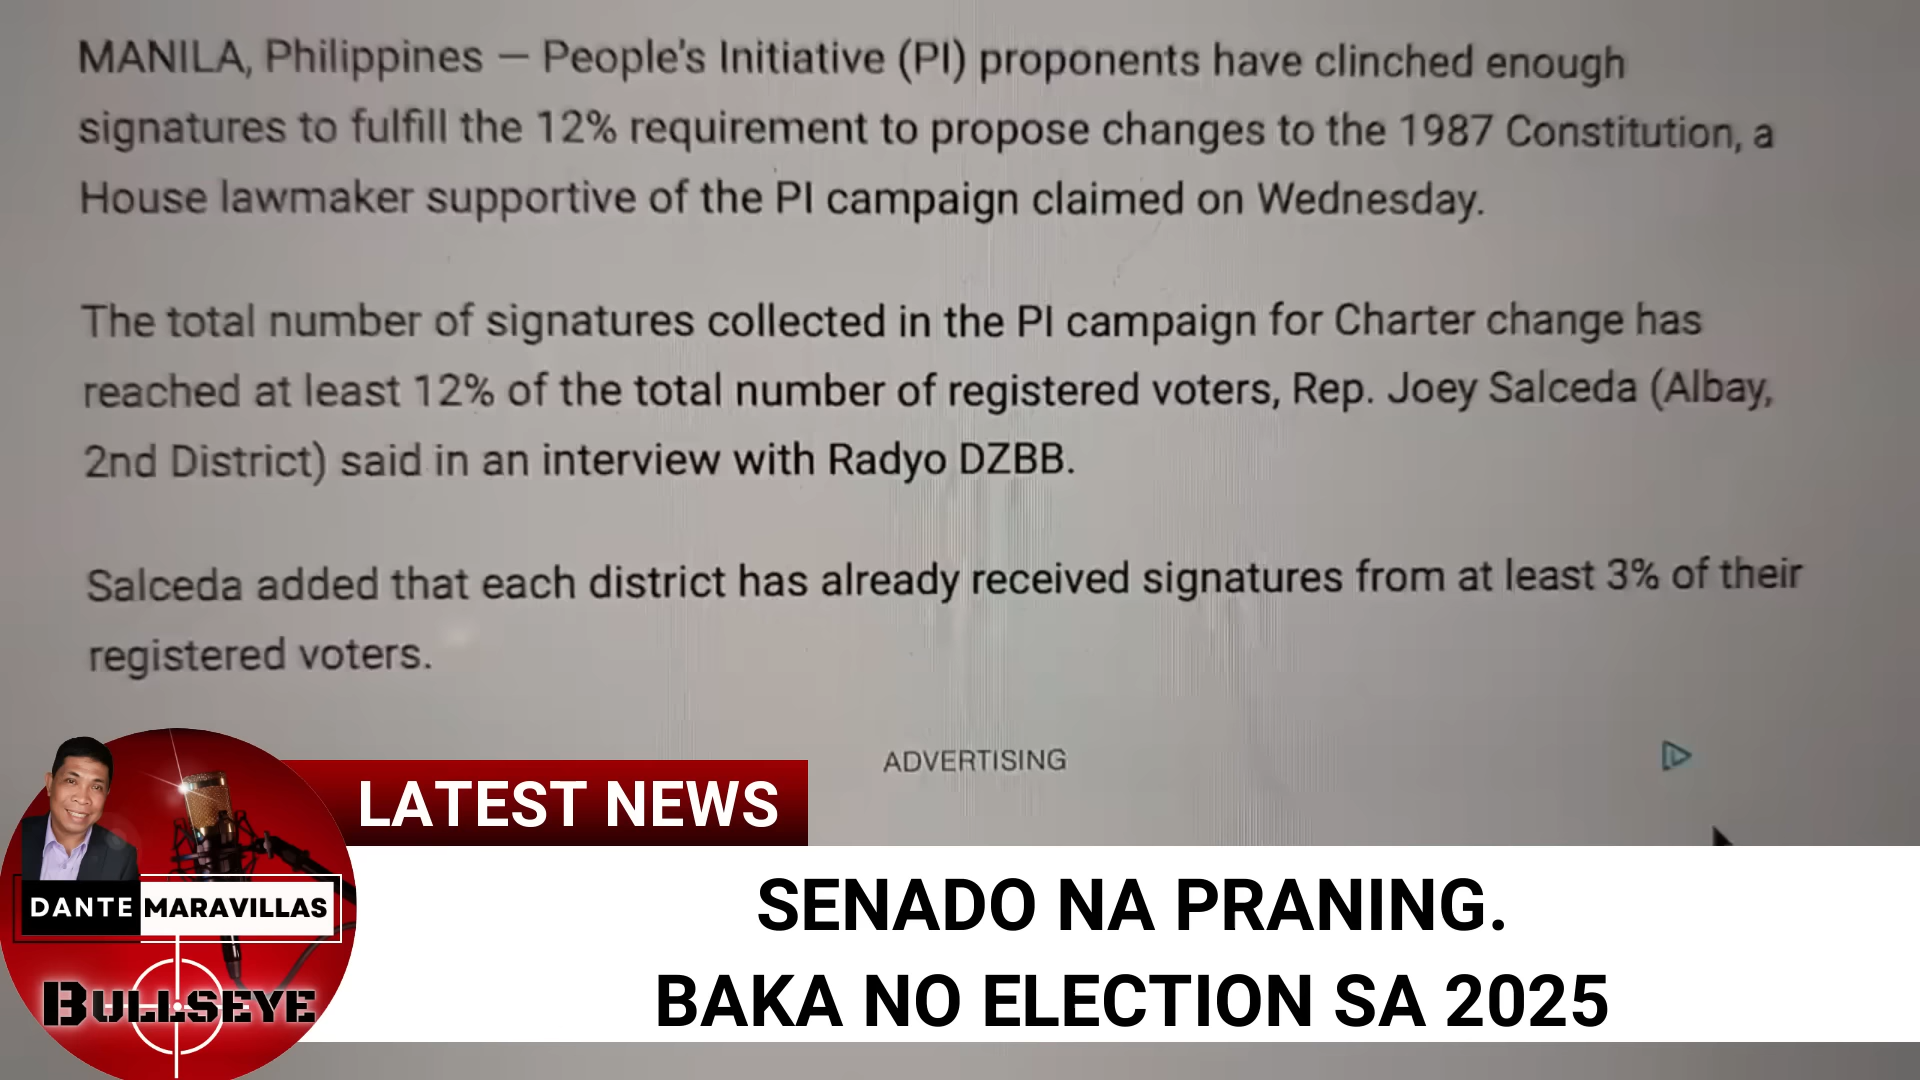 MANILA, Philippines — People's Initiative (PI) proponents have clinched enough
signatures to fulfill the 12% requirement to propose changes to the 1987 Constitution, a
House lawmaker supportive of the PI campaign claimed on Wednesday.
The total number of signatures collected in the PI campaign for Charter change has
reached at least 12% of the total number of registered voters, Rep. Joey Salceda (Albay,
2nd District) said in an interview with Radyo DZBB.
Salceda added that each district has already received signatures from at least 3% of their
registered voters.
ADVERTISING
LATEST NEWS
DANTE MARAVILLAS
BULLSEYE
SENADO NA PRANING.
BAKA NO ELECTION SA 2025